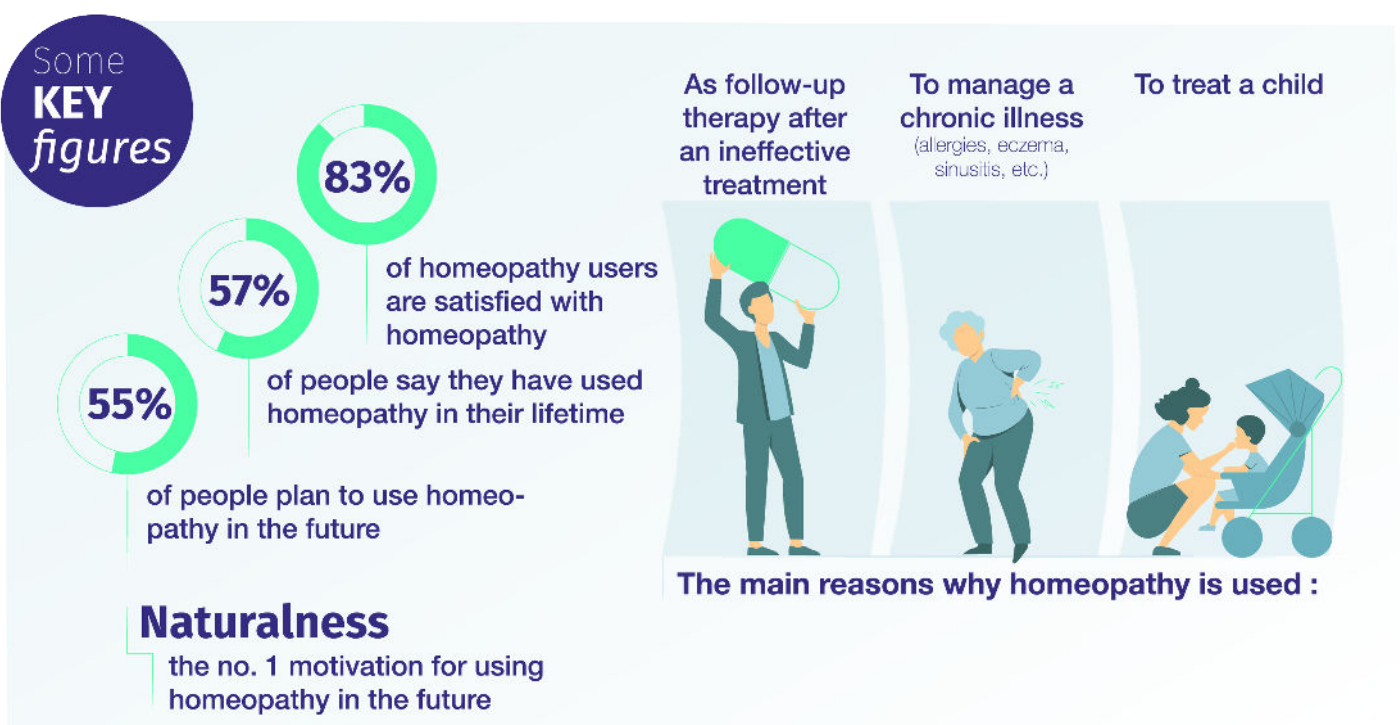 Some
KEY
figures
83%
of homeopathy users
are satisfied with
homeopathy
57%
of people say they have used
homeopathy in their lifetime
55%
of people plan to use homeo-
pathy in the future
Naturalness
the no. 1 motivation for using
homeopathy in the future
As follow-up
therapy after
an ineffective
treatment
To manage a
chronic illness
(allergies, eczema,
sinusitis, etc.)
To treat a child
The main reasons why homeopathy is used :